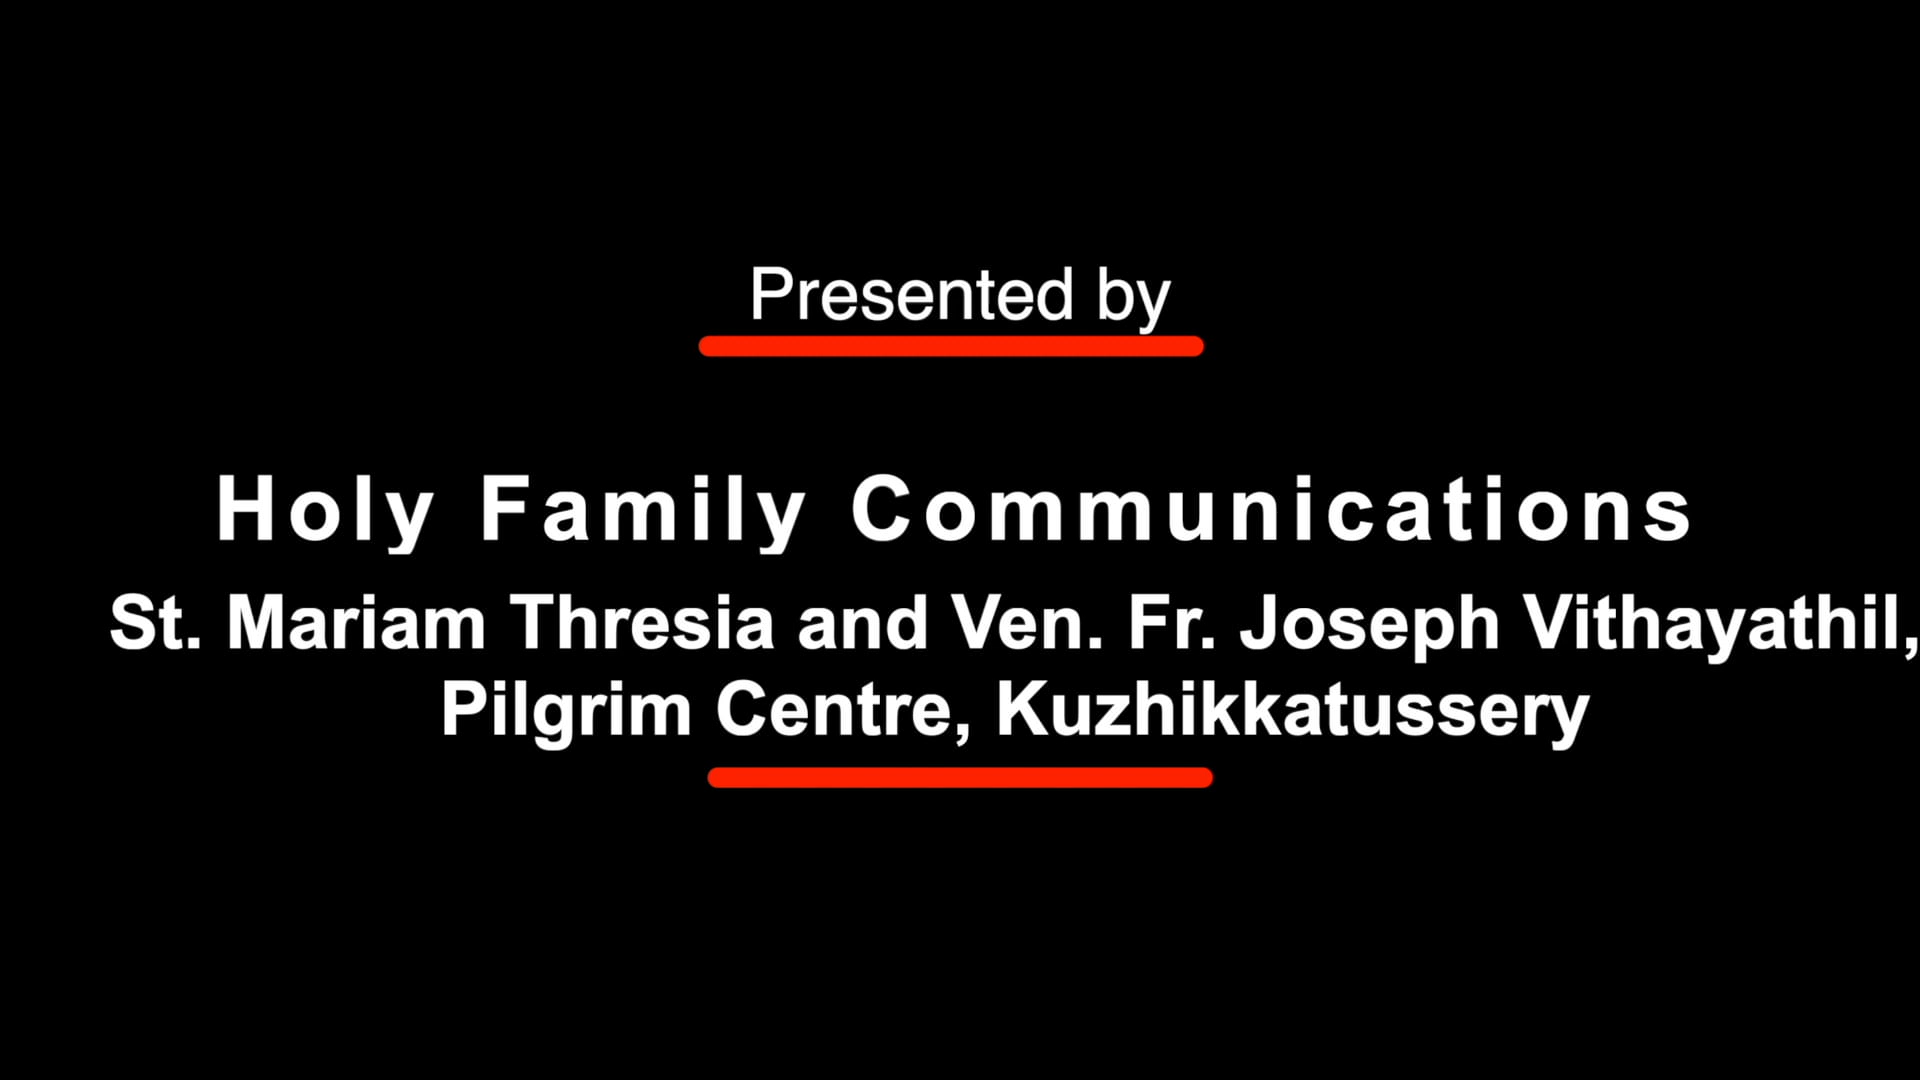 Presented by
Holy Family Communications
St. Mariam Thresia and Ven. Fr. Joseph Vithayathil,
Pilgrim Centre, Kuzhikkatussery